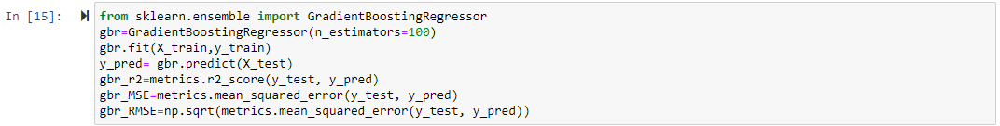 In [15]:
from sklearn.ensemble import GradientBoostingRegressor
gbr=GradientBoostingRegressor(n_estimators=100)
gbr.fit(X_train,y_train)
y_pred= gbr.predict(X_test)
gbr_r2=metrics.r2_score(y_test, y_pred)
gbr_MSE=metrics.mean_squared_error(y_test, y_pred)
gbr_RMSE=np.sqrt(metrics.mean_squared_error(y_test, y_pred))